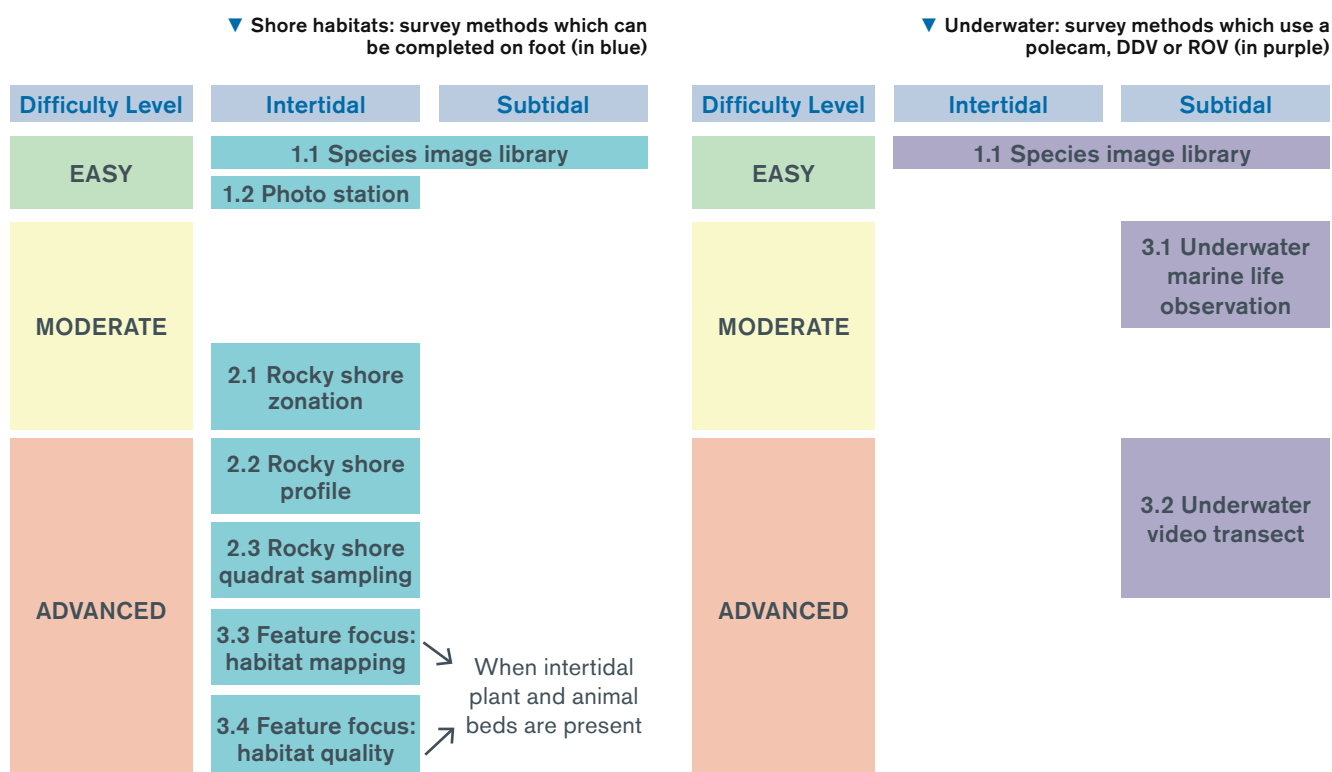 ▼ Shore habitats: survey methods which can
be completed on foot (in blue)
Difficulty Level
Intertidal
Subtidal
EASY
1.1 Species image library
1.2 Photo station
MODERATE
2.1 Rocky shore
zonation
ADVANCED
2.2 Rocky shore
profile
2.3 Rocky shore
quadrat sampling
3.3 Feature focus:
habitat mapping
3.4 Feature focus:
habitat quality
When intertidal
plant and animal
beds are present
▼ Underwater: survey methods which use a
polecam, DDV or ROV (in purple)
Difficulty Level
Intertidal
Subtidal
EASY
1.1 Species image library
MODERATE
3.1 Underwater
marine life
observation
ADVANCED
3.2 Underwater
video transect